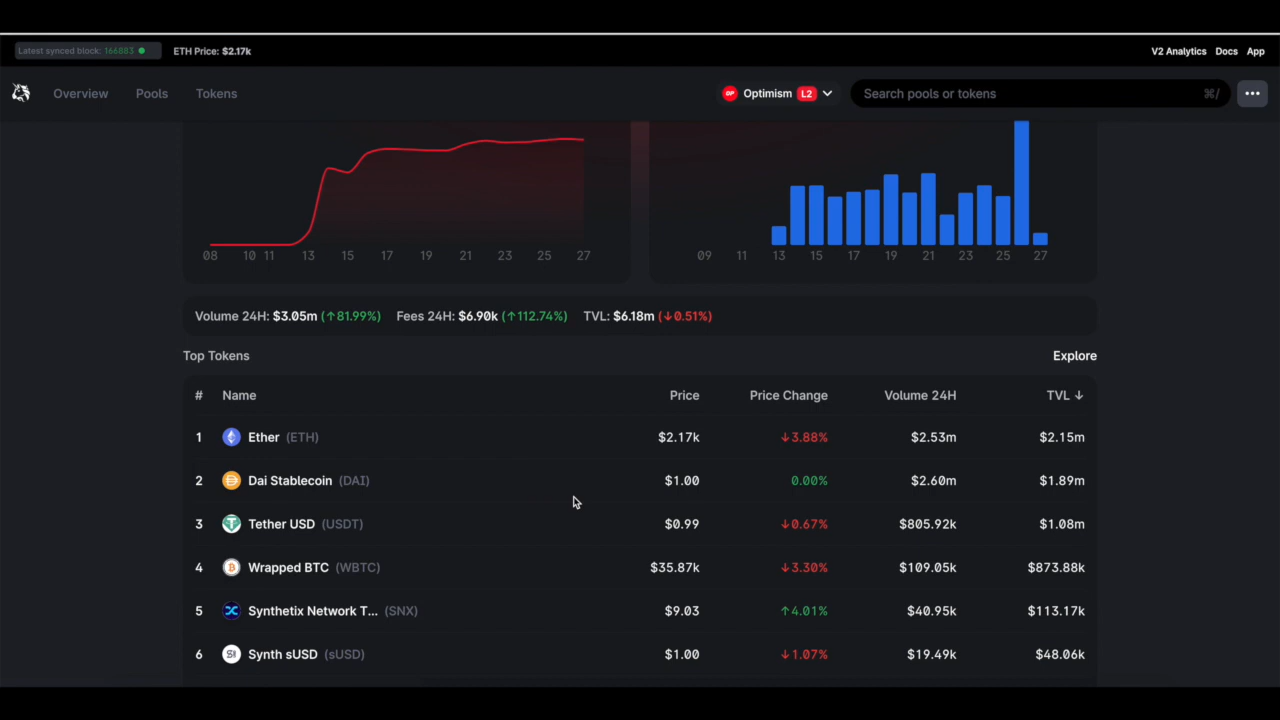 Latest synced block: 166883 ETH Price: $2.17k V2 Analytics Docs App
Overview Pools Tokens OP Optimism L2 Search pools or tokens ⌘/
08 10 11 13 15 17 19 21 23 25 27 09 11 13 15 17 19 21 23 25 27
Volume 24H: $3.05m (↑81.99%) Fees 24H: $6.90k (↑112.74%) TVL: $6.18m (↓0.51%)
Top Tokens Explore
# Name Price Price Change Volume 24H TVL ↓
1 Ether (ETH) $2.17k ↓3.88% $2.53m $2.15m
2 Dai Stablecoin (DAI) $1.00 0.00% $2.60m $1.89m
3 Tether USD (USDT) $0.99 ↓0.67% $805.92k $1.08m
4 Wrapped BTC (WBTC) $35.87k ↓3.30% $109.05k $873.88k
5 Synthetix Network T... (SNX) $9.03 ↑4.01% $40.95k $113.17k
6 Synth sUSD (sUSD) $1.00 ↓1.07% $19.49k $48.06k